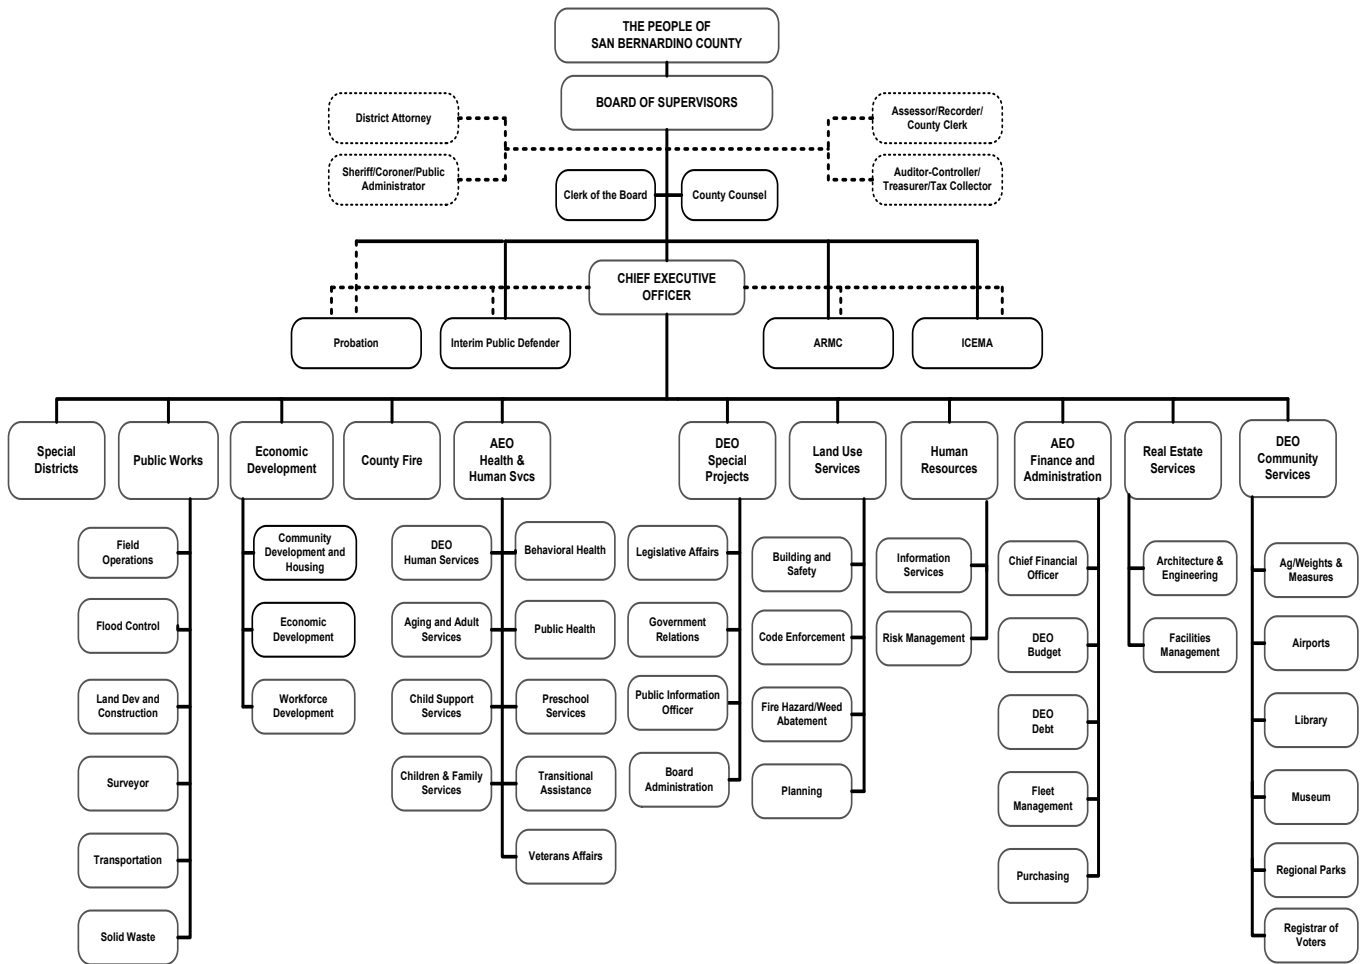 THE PEOPLE OF
SAN BERNARDINO COUNTY
BOARD OF SUPERVISORS
District Attorney
Assessor/Recorder/
County Clerk
Sheriff/Coroner/Public
Administrator
Auditor-Controller/
Treasurer/Tax Collector
Clerk of the Board
County Counsel
CHIEF EXECUTIVE
OFFICER
Probation
Interim Public Defender
ARMC
ICEMA
Special
Districts
Public Works
Economic
Development
County Fire
AEO
Health &
Human Svcs
DEO
Special
Projects
Land Use
Services
Human
Resources
AEO
Finance and
Administration
Real Estate
Services
DEO
Community
Services
Field
Operations
Flood Control
Land Dev and
Construction
Surveyor
Transportation
Solid Waste
Community
Development and
Housing
Economic
Development
Workforce
Development
DEO
Human Services
Behavioral Health
Aging and Adult
Services
Public Health
Child Support
Services
Preschool
Services
Children & Family
Services
Transitional
Assistance
Veterans Affairs
Legislative Affairs
Government
Relations
Public Information
Officer
Board
Administration
Building and
Safety
Code Enforcement
Fire Hazard/Weed
Abatement
Planning
Information
Services
Risk Management
Chief Financial
Officer
DEO
Budget
DEO
Debt
Fleet
Management
Purchasing
Architecture &
Engineering
Facilities
Management
Ag/Weights &
Measures
Airports
Library
Museum
Regional Parks
Registrar of
Voters